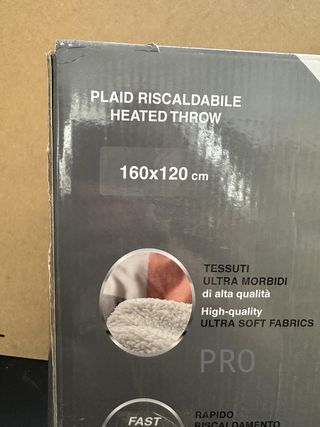 PLAID RISCALDABILE
HEATED THROW
160x120 cm
TESSUTI
ULTRA MORBIDI
di alta qualità
High-quality
ULTRA SOFT FABRICS
PRO
FAST
RAPIDO
RISCALDAMENTO